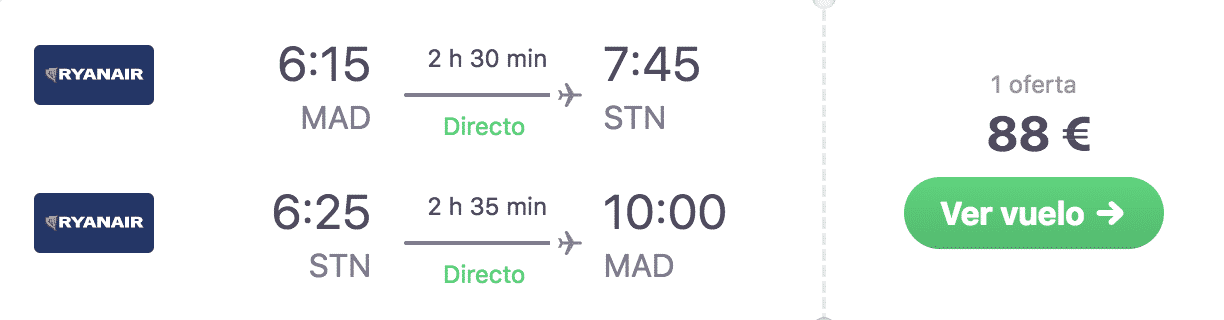 RYANAIR
6:15
2 h 30 min
7:45
MAD
Directo
STN
RYANAIR
6:25
2 h 35 min
10:00
STN
Directo
MAD
1 oferta
88 €
Ver vuelo →